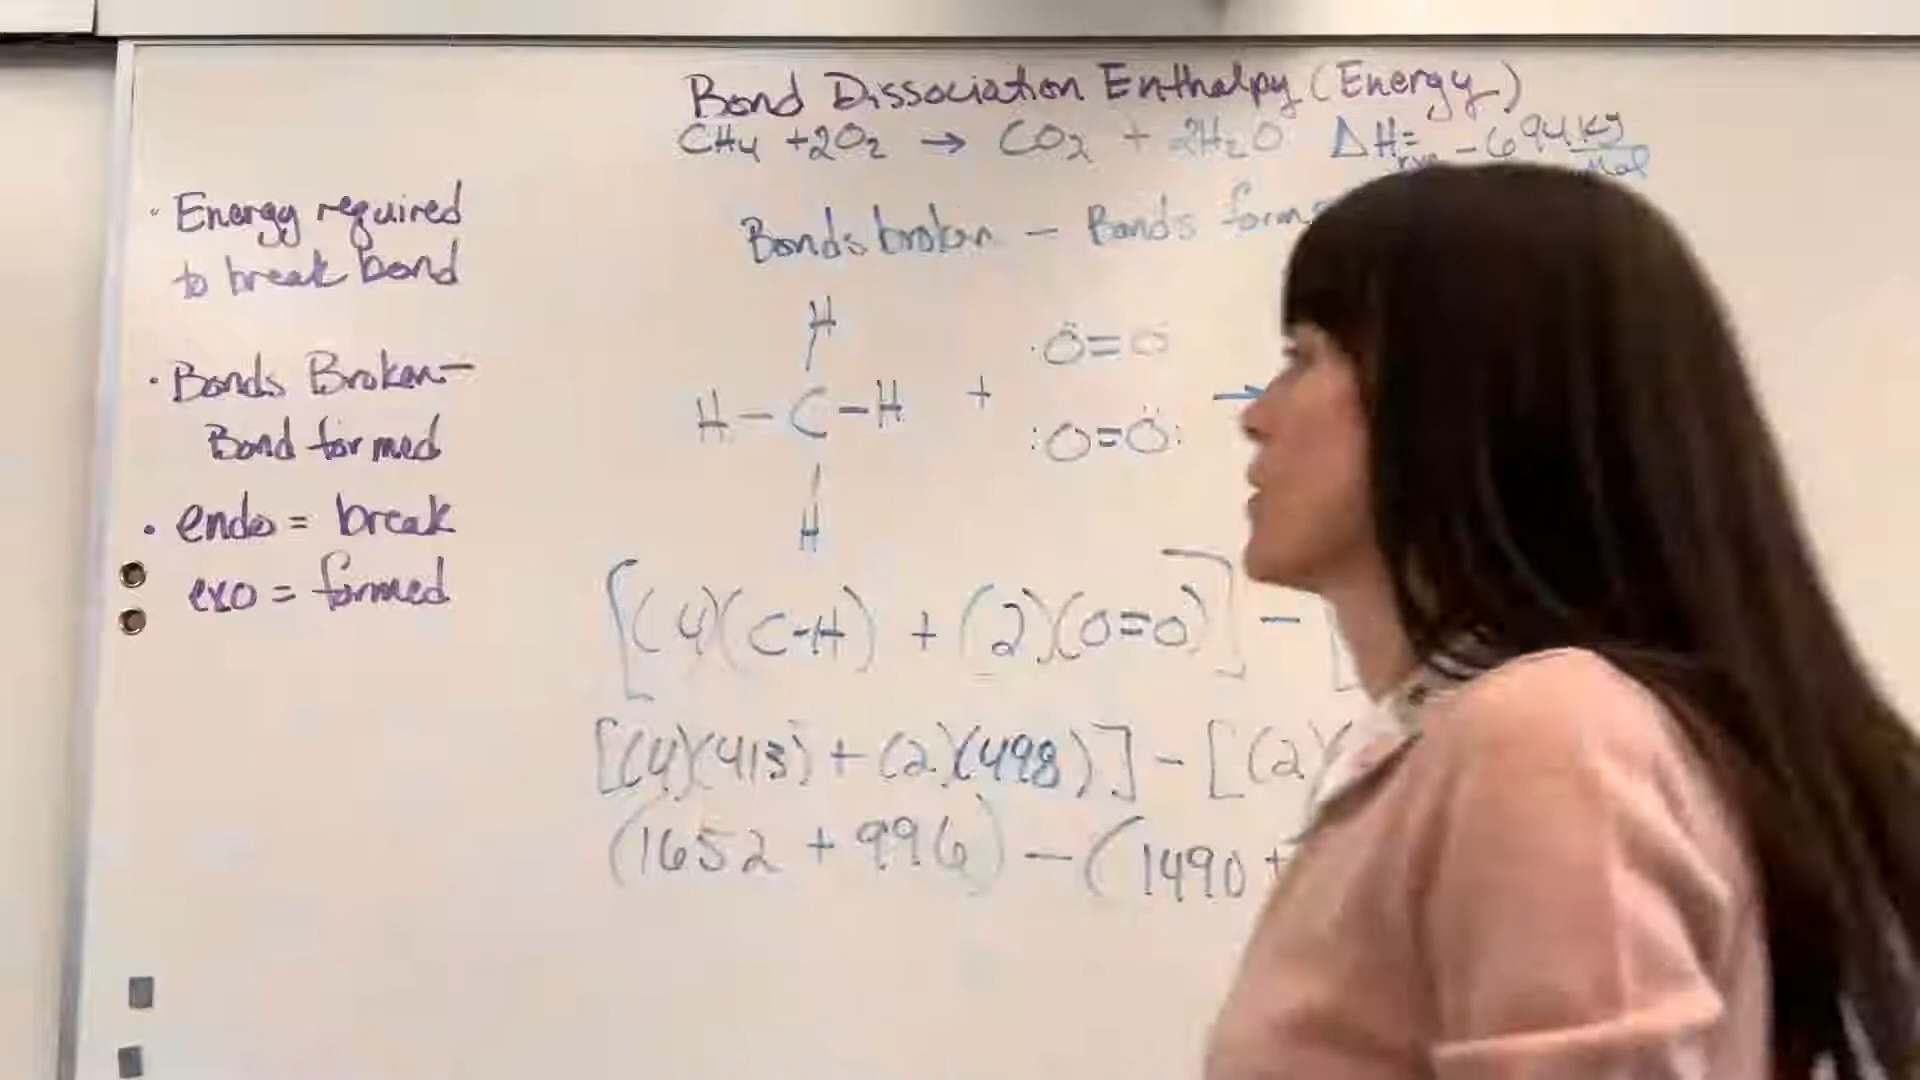 Bond Dissociation Enthalpy (Energy)
CH4 + 2O2 → CO2 + 2H2O ΔH= -694 KJ
rxn Mol
· Energy required
to break bond
Bonds broken - Bonds
H
:Ö=O
· Bonds Broken-
Bond formed
H-C-H + →
:O=Ö:
H
· endo = break
exo = formed
[(4)(C-H) + (2)(O=O)] - [
[(4)(413) + (2)(498)] - [(2)(
(1652 + 996) - (1490 +